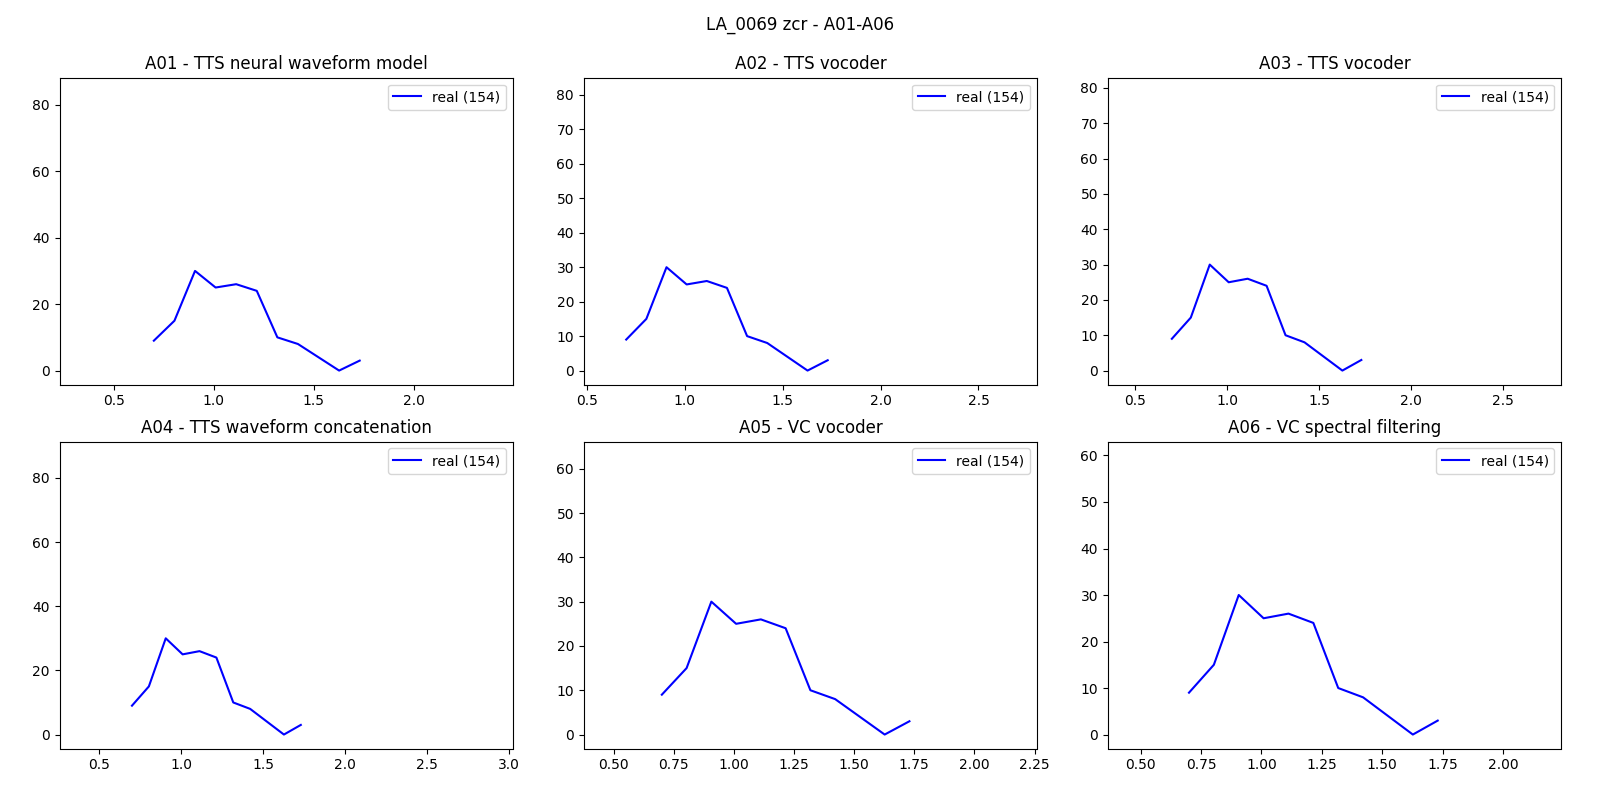 LA_0069 zcr - A01-A06
A01 - TTS neural waveform model
A02 - TTS vocoder
A03 - TTS vocoder
real (154)
real (154)
real (154)
80
60
40
20
0
80
70
60
50
40
30
20
10
0
80
70
60
50
40
30
20
10
0
0.5 1.0 1.5 2.0
0.5 1.0 1.5 2.0 2.5
0.5 1.0 1.5 2.0 2.5
A04 - TTS waveform concatenation
A05 - VC vocoder
A06 - VC spectral filtering
real (154)
real (154)
real (154)
80
60
40
20
0
60
50
40
30
20
10
0
60
50
40
30
20
10
0
0.5 1.0 1.5 2.0 2.5 3.0
0.50 0.75 1.00 1.25 1.50 1.75 2.00 2.25
0.50 0.75 1.00 1.25 1.50 1.75 2.00